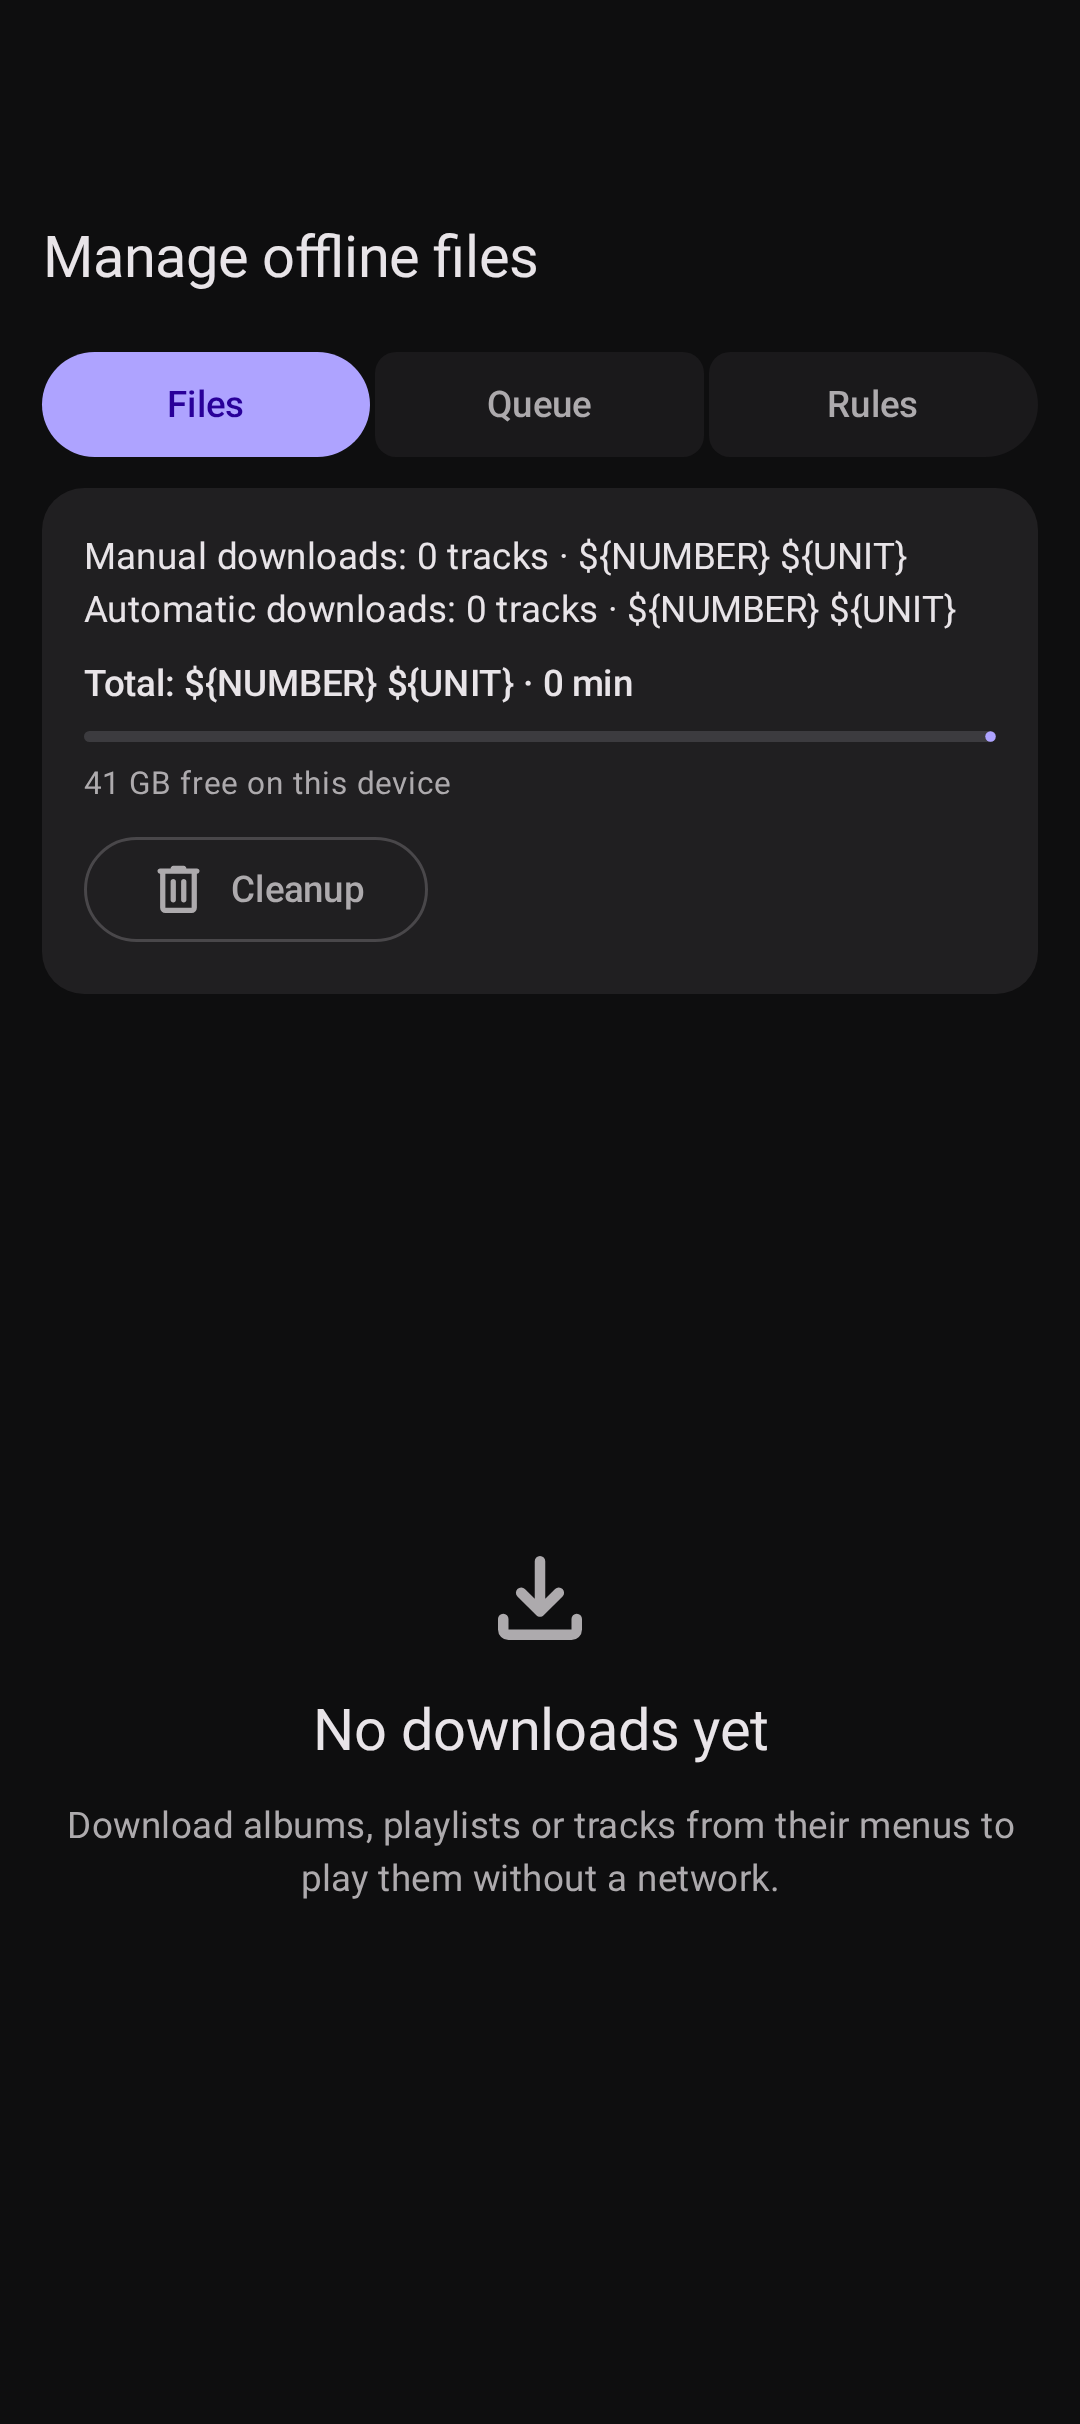 Manage offline files
Files
Queue
Rules
Manual downloads: 0 tracks · ${NUMBER} ${UNIT}
Automatic downloads: 0 tracks · ${NUMBER} ${UNIT}
Total: ${NUMBER} ${UNIT} · 0 min
41 GB free on this device
Cleanup
No downloads yet
Download albums, playlists or tracks from their menus to
play them without a network.